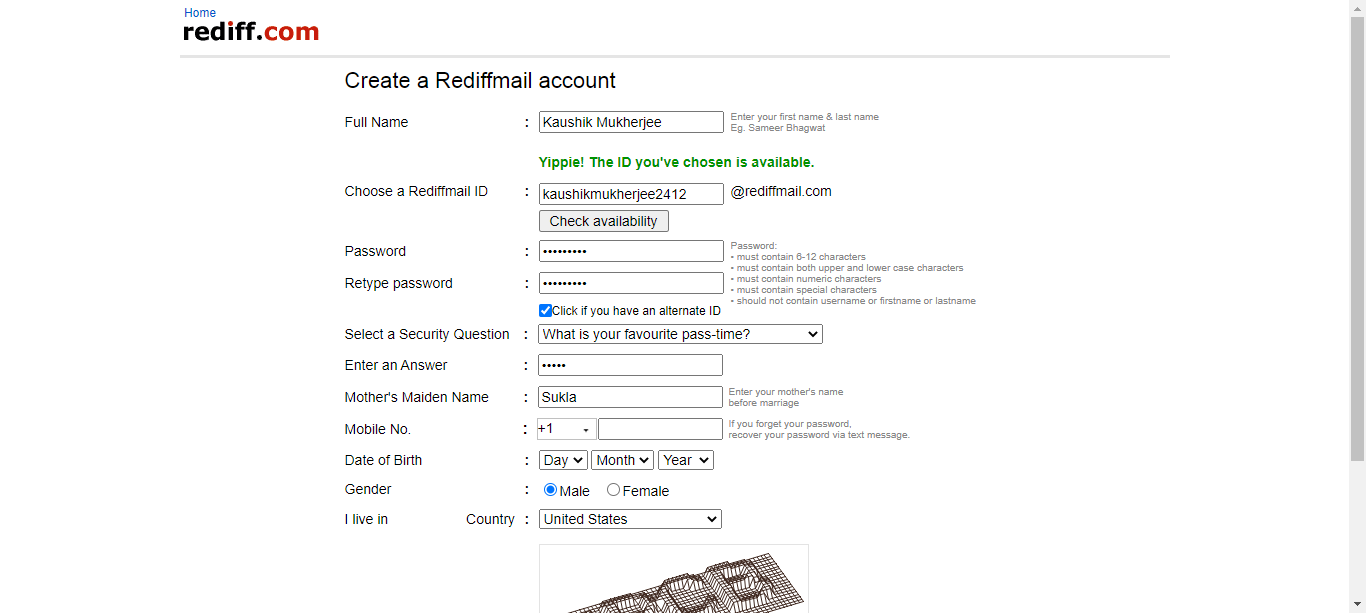 Home
rediff.com
Create a Rediffmail account
Full Name : Kaushik Mukherjee Enter your first name & last name
Eg. Sameer Bhagwat
Yippie! The ID you've chosen is available.
Choose a Rediffmail ID : kaushikmukherjee2412 @rediffmail.com
Check availability
Password : ••••••••• Password:
• must contain 6-12 characters
• must contain both upper and lower case characters
• must contain numeric characters
• must contain special characters
• should not contain username or firstname or lastname
Retype password : •••••••••
Click if you have an alternate ID
Select a Security Question : What is your favourite pass-time?
Enter an Answer : •••••
Mother's Maiden Name : Sukla Enter your mother's name
before marriage
Mobile No. : +1 If you forget your password,
recover your password via text message.
Date of Birth : Day Month Year
Gender : Male Female
I live in Country : United States